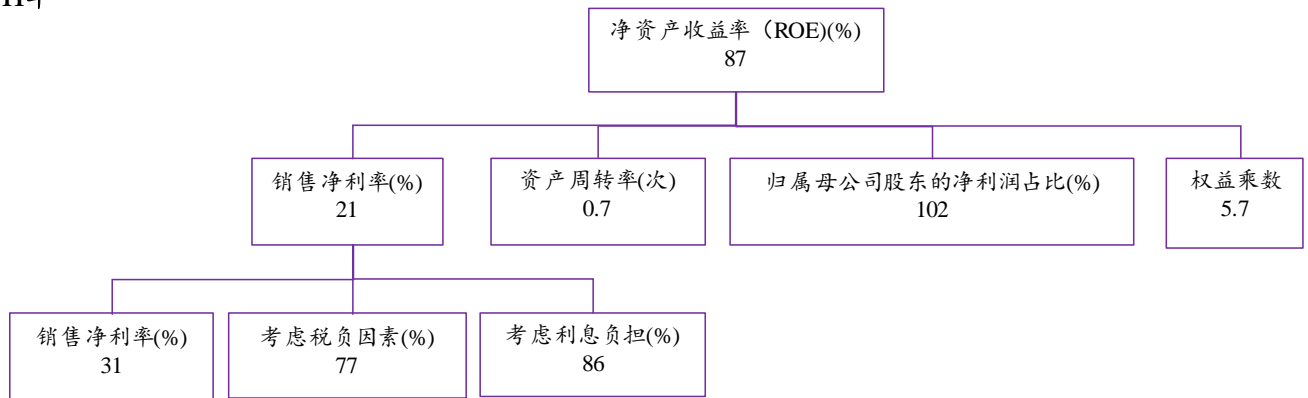 净资产收益率（ROE)(%)
87
销售净利率(%)
21
资产周转率(次)
0.7
归属母公司股东的净利润占比(%)
102
权益乘数
5.7
销售净利率(%)
31
考虑税负因素(%)
77
考虑利息负担(%)
86